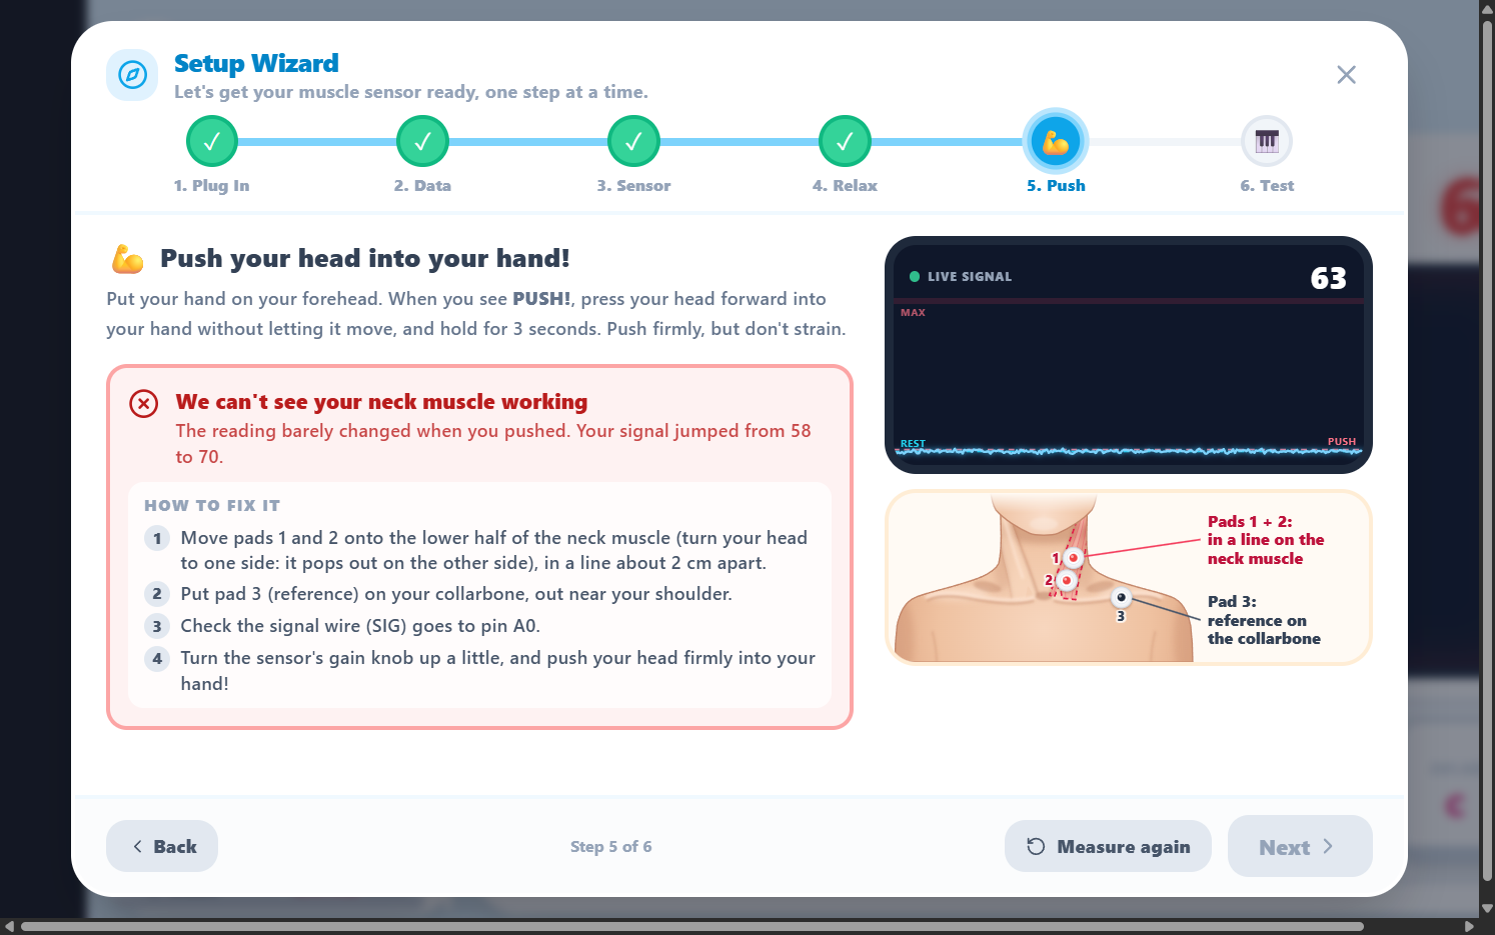 Setup Wizard
Let's get your muscle sensor ready, one step at a time.
1. Plug In
2. Data
3. Sensor
4. Relax
5. Push
6. Test
Push your head into your hand!
Put your hand on your forehead. When you see PUSH!, press your head forward into
your hand without letting it move, and hold for 3 seconds. Push firmly, but don't strain.
We can't see your neck muscle working
The reading barely changed when you pushed. Your signal jumped from 58
to 70.
HOW TO FIX IT
1 Move pads 1 and 2 onto the lower half of the neck muscle (turn your head
to one side: it pops out on the other side), in a line about 2 cm apart.
2 Put pad 3 (reference) on your collarbone, out near your shoulder.
3 Check the signal wire (SIG) goes to pin A0.
4 Turn the sensor's gain knob up a little, and push your head firmly into your
hand!
LIVE SIGNAL
63
MAX
REST
PUSH
1
2
3
Pads 1 + 2:
in a line on the
neck muscle
Pad 3:
reference on
the collarbone
Back
Step 5 of 6
Measure again
Next
6
C